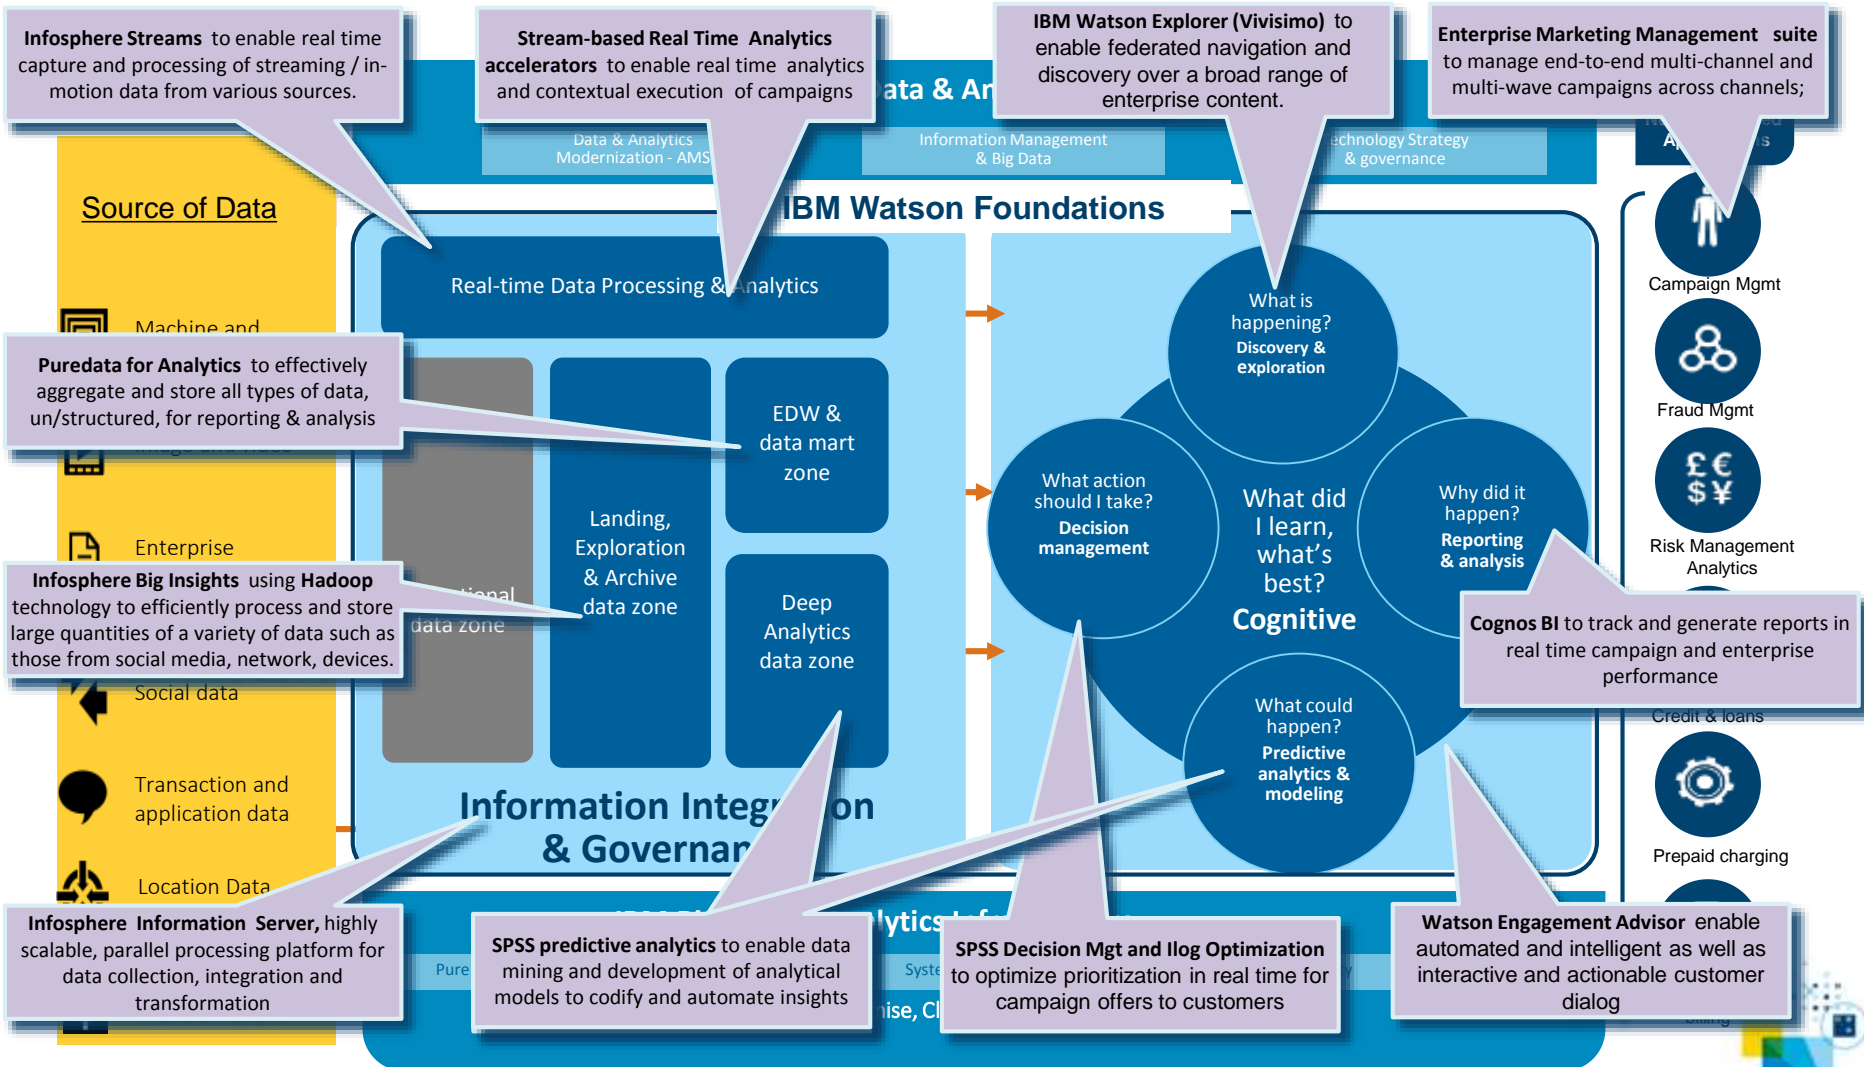 Infosphere Streams to enable real time
capture and processing of streaming / in-
motion data from various sources.
Stream-based Real Time Analytics
accelerators to enable real time analytics
and contextual execution of campaigns
IBM Watson Explorer (Vivisimo) to
enable federated navigation and
discovery over a broad range of
enterprise content.
Enterprise Marketing Management suite
to manage end-to-end multi-channel and
multi-wave campaigns across channels;
Data & Analytics
Modernization - AMS
Information Management
& Big Data
Strategy
& governance
Source of Data
IBM Watson Foundations
Real-time Data Processing & Analytics
Machine and
Puredata for Analytics to effectively
aggregate and store all types of data,
un/structured, for reporting & analysis
Enterprise
Infosphere Big Insights using Hadoop
technology to efficiently process and store
large quantities of a variety of data such as
those from social media, network, devices.
Social data
Transaction and
application data
Location Data
data zone
Landing,
Exploration
& Archive
data zone
EDW &
data mart
zone
Deep
Analytics
data zone
Information Integration
& Governan
What is
happening?
Discovery &
exploration
What action
should I take?
Decision
management
What did
I learn,
what's
best?
Cognitive
Why did it
happen?
Reporting
& analysis
What could
happen?
Predictive
analytics &
modeling
Campaign Mgmt
Fraud Mgmt
£ €
$ ¥
Risk Management
Analytics
Cognos BI to track and generate reports in
real time campaign and enterprise
performance
Credit & loans
Prepaid charging
Infosphere Information Server, highly
scalable, parallel processing platform for
data collection, integration and
transformation
SPSS predictive analytics to enable data
mining and development of analytical
models to codify and automate insights
SPSS Decision Mgt and Ilog Optimization
to optimize prioritization in real time for
campaign offers to customers
Watson Engagement Advisor enable
automated and intelligent as well as
interactive and actionable customer
dialog
Pure
Syste